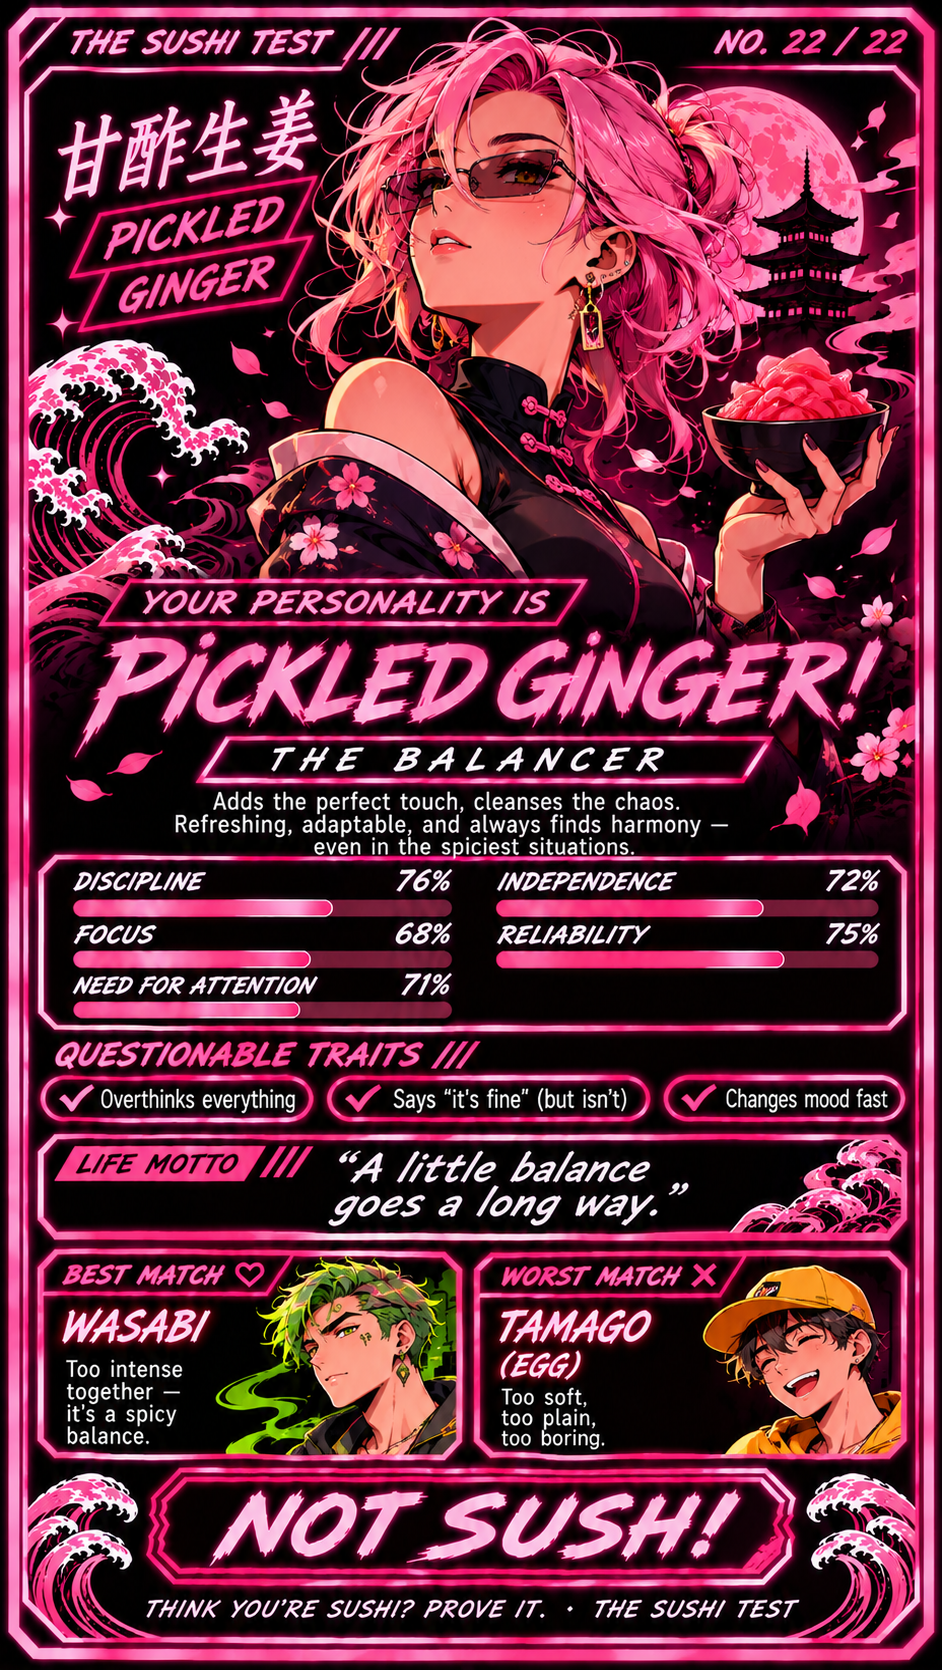 THE SUSHI TEST ///
NO. 22 / 22
甘酢生姜
PICKLED
GINGER
YOUR PERSONALITY IS
PICKLED GINGER!
THE BALANCER
Adds the perfect touch, cleanses the chaos.
Refreshing, adaptable, and always finds harmony —
even in the spiciest situations.
DISCIPLINE 76%
INDEPENDENCE 72%
FOCUS 68%
RELIABILITY 75%
NEED FOR ATTENTION 71%
QUESTIONABLE TRAITS ///
Overthinks everything
Says “it’s fine” (but isn’t)
Changes mood fast
LIFE MOTTO ///
“A little balance
goes a long way.”
BEST MATCH
WASABI
Too intense
together —
it’s a spicy
balance.
WORST MATCH
TAMAGO
(EGG)
Too soft,
too plain,
too boring.
NOT SUSH!
THINK YOU’RE SUSHI? PROVE IT. · THE SUSHI TEST